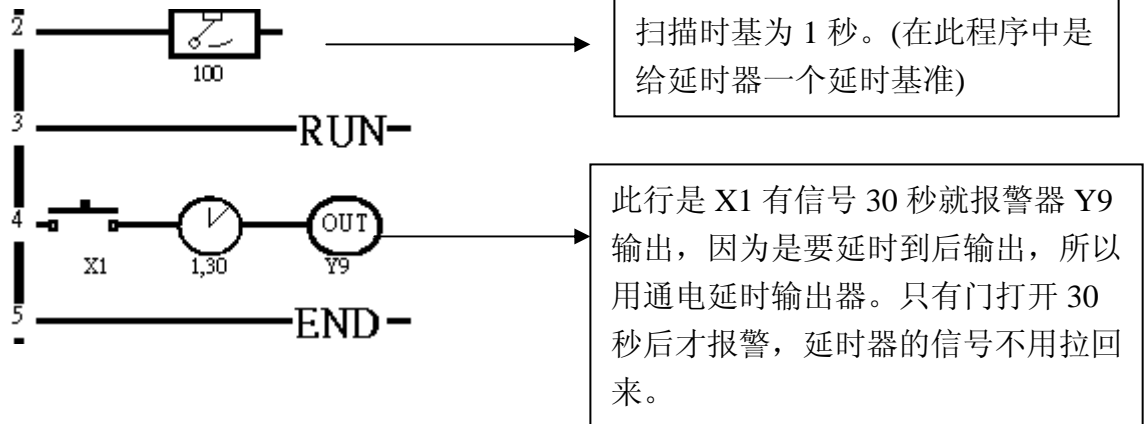 2
100
扫描时基为 1 秒。(在此程序中是
给延时器一个延时基准)
3
RUN
4
X1
1,30
OUT
Y9
此行是 X1 有信号 30 秒就报警器 Y9
输出，因为是要延时到后输出，所以
用通电延时输出器。只有门打开 30
秒后才报警，延时器的信号不用拉回
来。
5
END